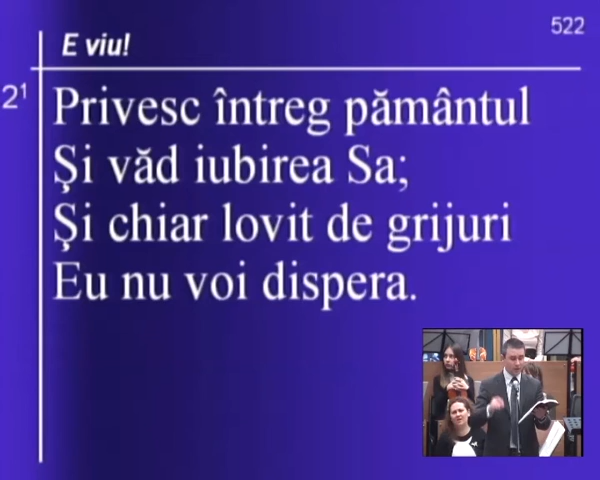 E viu!
522
2¹
Privesc întreg pământul
Şi văd iubirea Sa;
Şi chiar lovit de grijuri
Eu nu voi dispera.